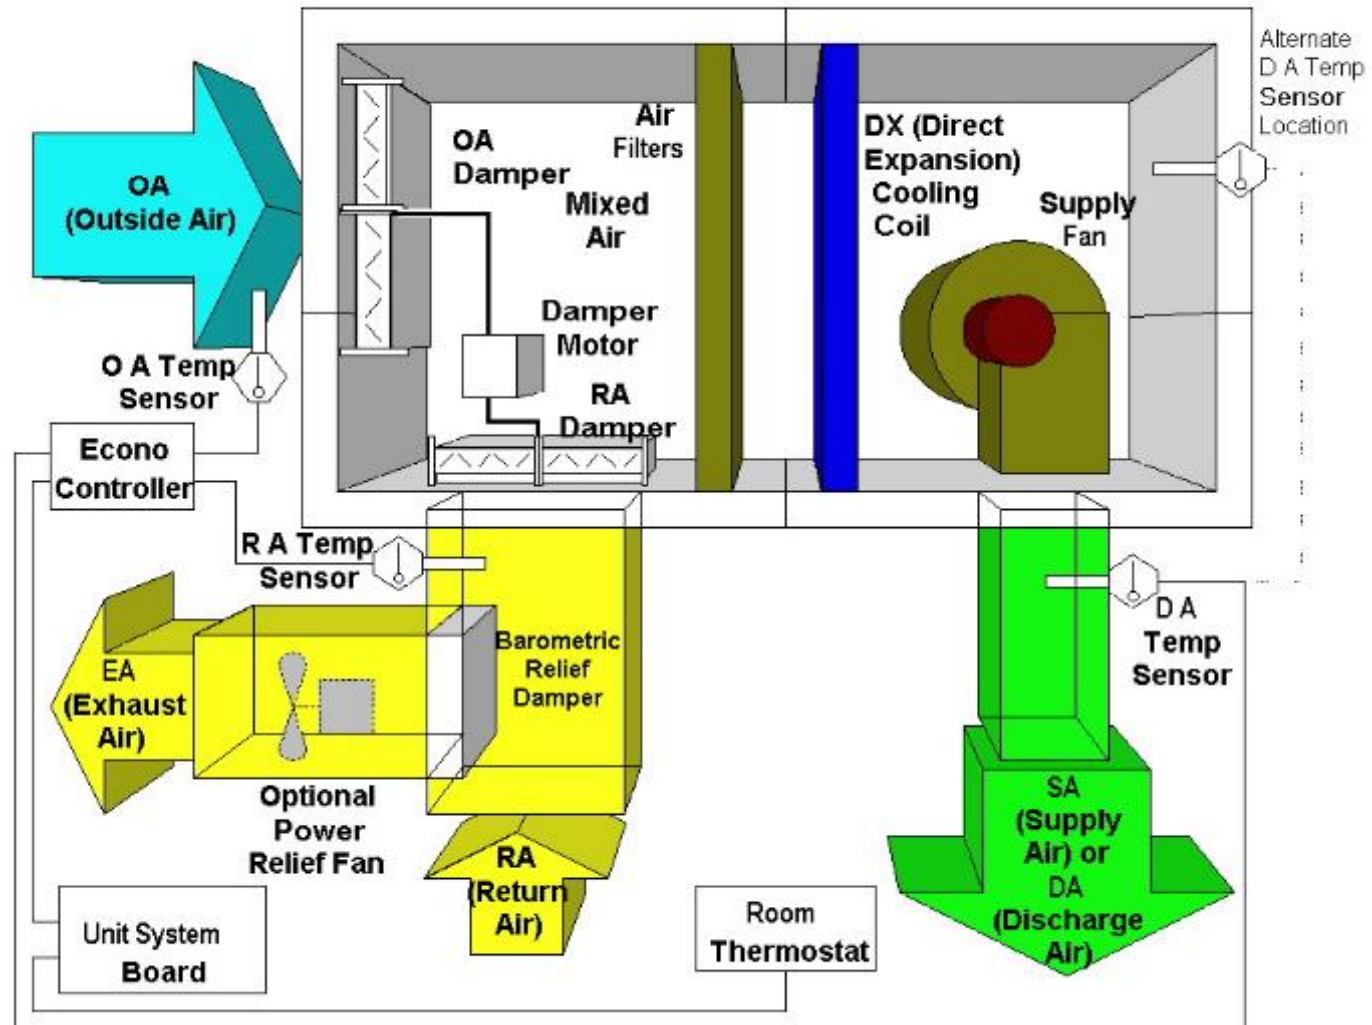 Alternate
D A Temp
Sensor
Location
OA
(Outside Air)
OA
Damper
Air
Filters
Mixed
Air
DX (Direct
Expansion)
Cooling
Coil
Supply
Fan
Damper
Motor
RA
Damper
O A Temp
Sensor
Econo
Controller
R A Temp
Sensor
D A
Temp
Sensor
EA
(Exhaust
Air)
Barometric
Relief
Damper
Optional
Power
Relief Fan
RA
(Return
Air)
SA
(Supply
Air) or
DA
(Discharge
Air)
Unit System
Board
Room
Thermostat